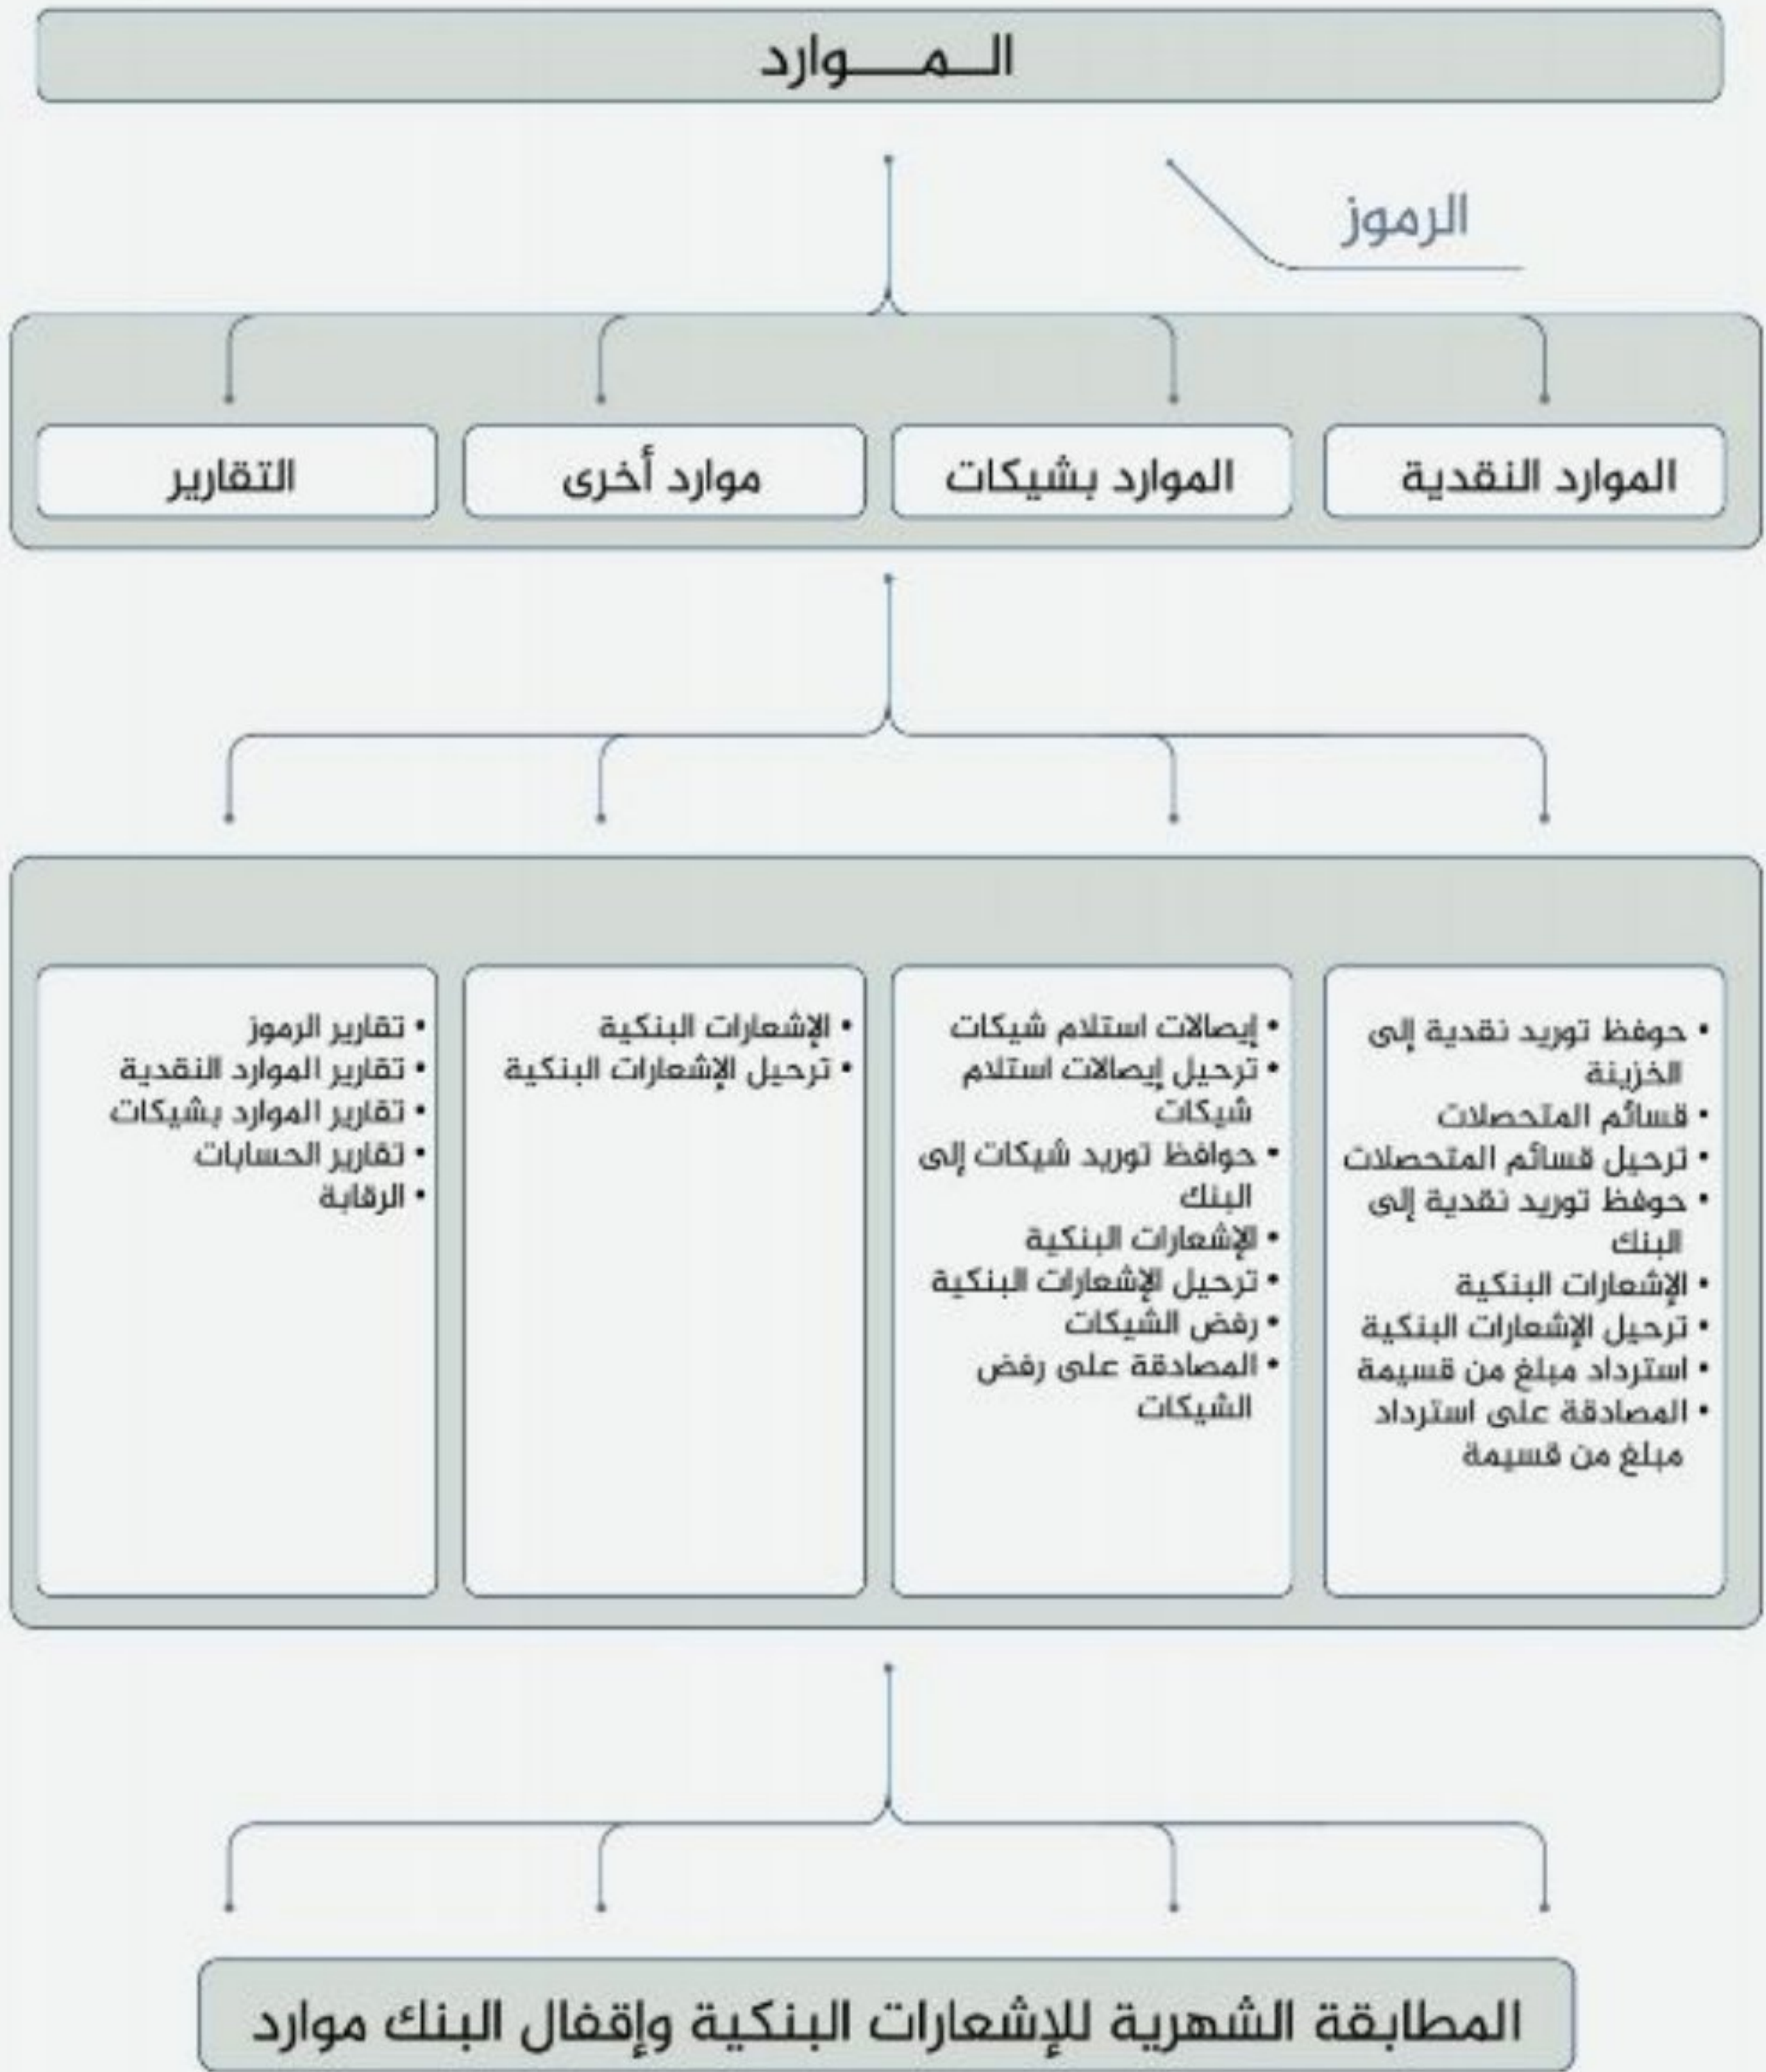 الـــمـــــوارد
الرموز
الموارد النقدية
الموارد بشيكات
موارد أخرى
التقارير
• حوفظ توريد نقدية إلى
الخزينة
• قسائم المتحصلات
• ترحيل قسائم المتحصلات
• حوفظ توريد نقدية إلى
البنك
• الإشعارات البنكية
• ترحيل الإشعارات البنكية
• استرداد مبلغ من قسيمة
• المصادقة على استرداد
مبلغ من قسيمة
• إيصالات استلام شيكات
• ترحيل إيصالات استلام
شيكات
• حوافظ توريد شيكات إلى
البنك
• الإشعارات البنكية
• ترحيل الإشعارات البنكية
• رفض الشيكات
• المصادقة على رفض
الشيكات
• الإشعارات البنكية
• ترحيل الإشعارات البنكية
• تقارير الرموز
• تقارير الموارد النقدية
• تقارير الموارد بشيكات
• تقارير الحسابات
• الرقابة
المطابقة الشهرية للإشعارات البنكية وإقفال البنك موارد